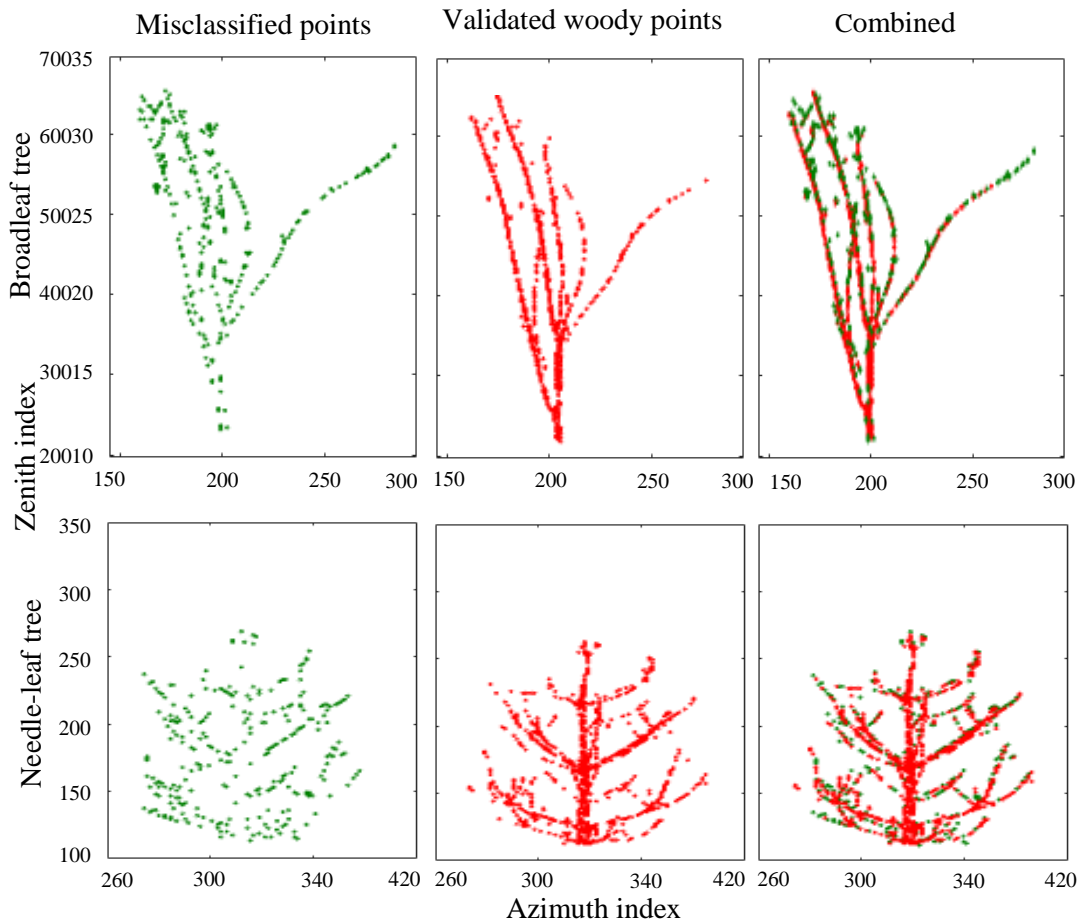 Misclassified points Validated woody points Combined
Broadleaf tree
70035
60030
50025
40020
30015
20010
150 200 250 300
150 200 250 300
150 200 250 300
Zenith index
Needle-leaf tree
350
300
250
200
150
100
260 300 340 420
260 300 340 420
260 300 340 420
Azimuth index